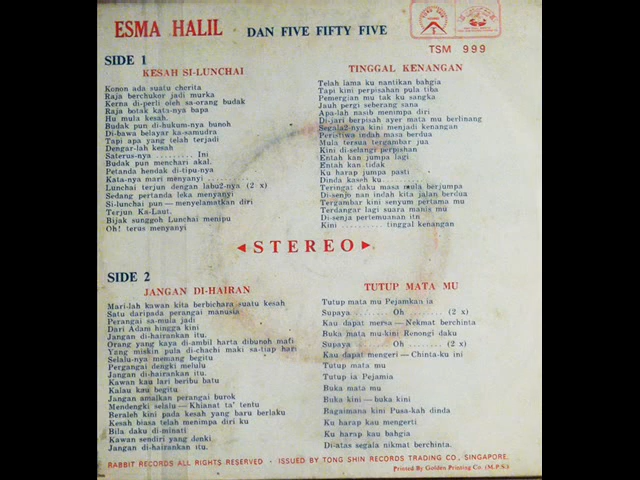 ESMA HALIL DAN FIVE FIFTY FIVE
TSM 999
SIDE 1
KESAH SI-LUNCHAI
Konon ada suatu cherita
Raja berchukor jadi murka
Kerna di-perli oleh sa-orang budak
Raja botak kata-nya bapa
Hu mula kesah.
Budak pun di-hukum-nya bunoh
Di-bawa belayar ka-samudra
Tapi apa yang telah terjadi
Dengar-lah kesah
Saterus-nya ......... Ini
Budak pun menchari akal.
Petanda hendak di-tipu-nya
Kata-nya mari menyanyi ............
Lunchai terjun dengan labu2-nya (2 x)
Sedang pertanda leka menyanyi
Si-lunchai pun — menyelamatkan diri
Terjun Ka-Laut.
Bijak sunggoh Lunchai menipu
Oh! terus menyanyi
TINGGAL KENANGAN
Telah lama ku nantikan bahgia
Tapi kini perpisahan pula tiba
Pemergian mu tak ku sangka
Jauh pergi seberang sana
Apa-lah nasib menimpa diri
Di-jari berpisah ayer mata mu berlinang
Segala2-nya kini menjadi kenangan
Peristiwa indah masa berdua
Mula tersua tergambar jua
Kini di-selangi perpisahan
Entah kan jumpa lagi
Entah kan tidak
Ku harap jumpa pasti
Dinda kaseh ku........
Teringat daku masa mula berjumpa
Di-senjo nan indah kita jalan berdua
Tergambar kini senyum pertama mu
Terdangar lagi suara manis mu
Di-senja pertemuanan itn
Kini ......... tinggal kenangan
◄ STEREO ►
SIDE 2
JANGAN DI-HAIRAN
Mari-lah kawan kita berbichara suatu kesah
Satu daripada perangai manusia
Perangai sa-mula jadi
Dari Adam hingga kini
Jangan di-hairankan itu.
Orang yang kaya di-ambil harta dibunoh mafi
Yang miskin pula di-chachi maki sa-tiap hari
Selalu-nya memang begitu
Pergangai dengki melulu
Jangan di-hairankan itu.
Kawan kau lari beribu batu
Kalau kau begitu
Jangan amalkan perangai burok
Mendengki selalu — Khianat ta' tentu
Beraleh kini pada kesah yang baru berlaku
Kesah biasa telah menimpa diri ku
Bila daku di-minati
Kawan sendiri yang denki
Jangan di-hairankan itu.
TUTUP MATA MU
Tutup mata mu Pejamkan ia
Supaya ........ Oh ........ (2 x)
Kau dapat mersa — Nekmat berchinta
Buka mata mu-kini Renongi daku
Supaya ........ Oh ........ (2 x)
Kau dapat mengeri — Chinta-ku ini
Tutup mata mu
Tutup ia Pejamia
Buka mata mu
Buka kini — buka kini
Bagaimana kini Pusa-kah dinda
Ku harap kau mengerti
Ku harap kau bahgia
Di-atas segala nikmat berchinta.
RABBIT RECORDS ALL RIGHTS RESERVED - ISSUED BY TONG SHIN RECORDS TRADING CO., SINGAPORE.
Printed By Golden Printing Co. (M.P.S.)